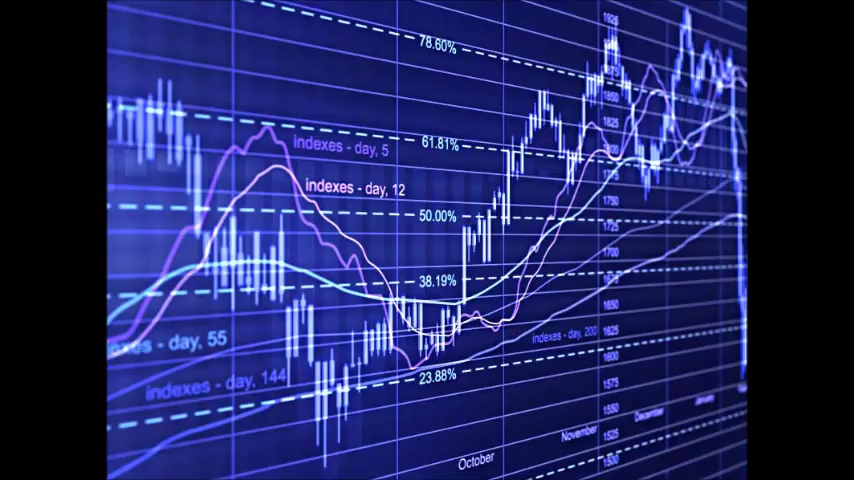 78.60%
indexes - day, 5
61.81%
indexes - day, 12
50.00%
38.19%
indexes - day, 55
indexes - day, 144
23.88%
indexes - day, 200
1925
1850
1825
1800
1775
1750
1725
1700
1675
1650
1625
1600
1575
1550
1525
1500
October
November
December
January